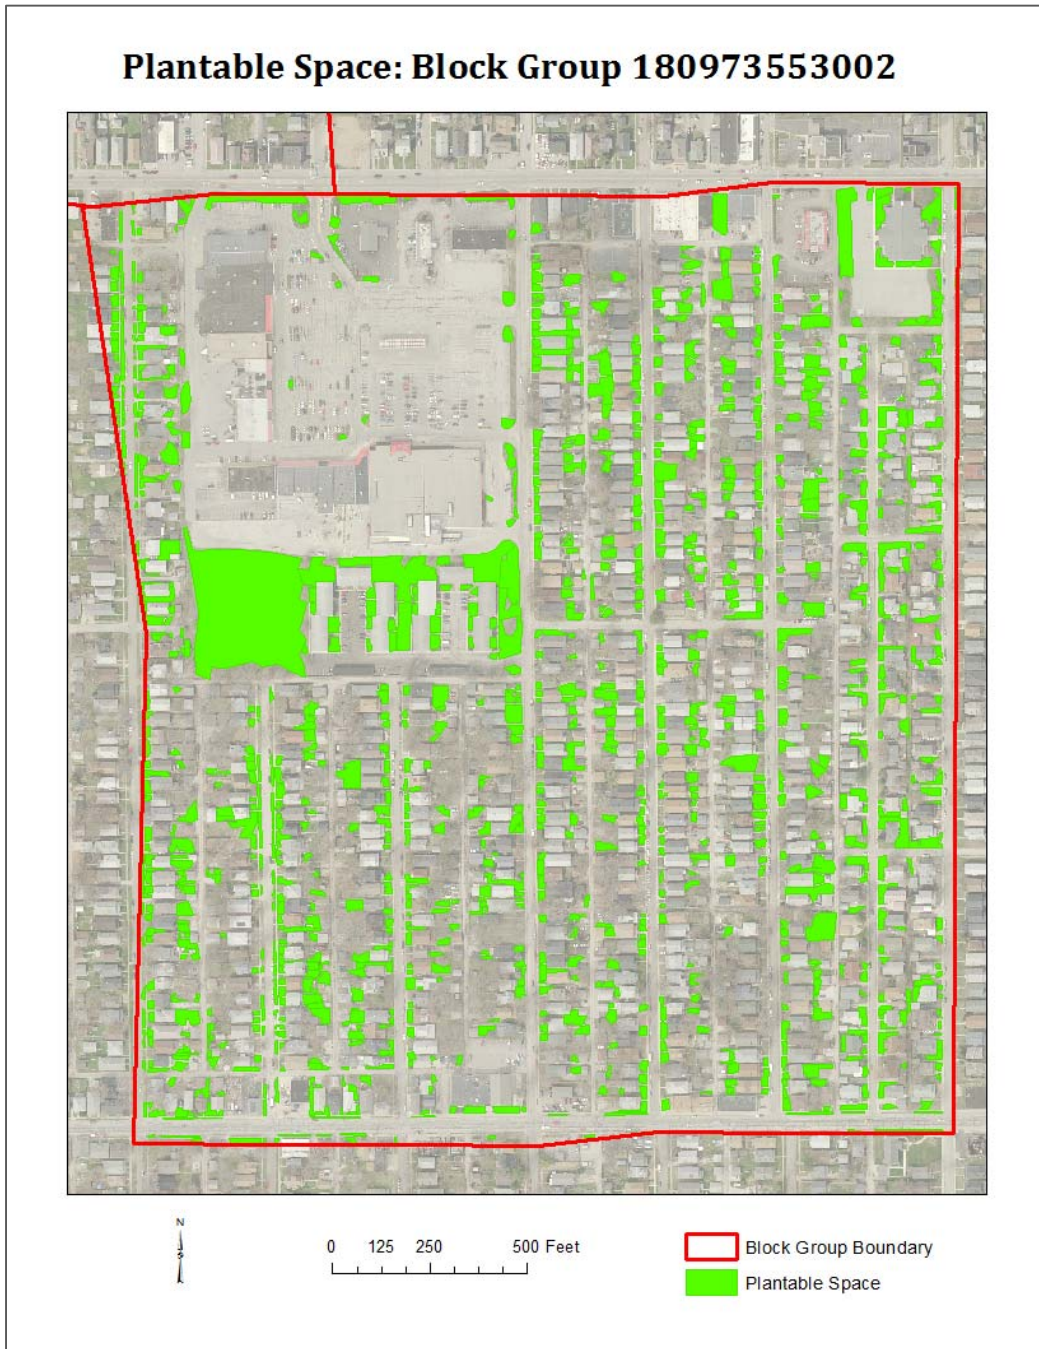 Plantable Space: Block Group 180973553002
N
0 125 250 500 Feet
Block Group Boundary
Plantable Space